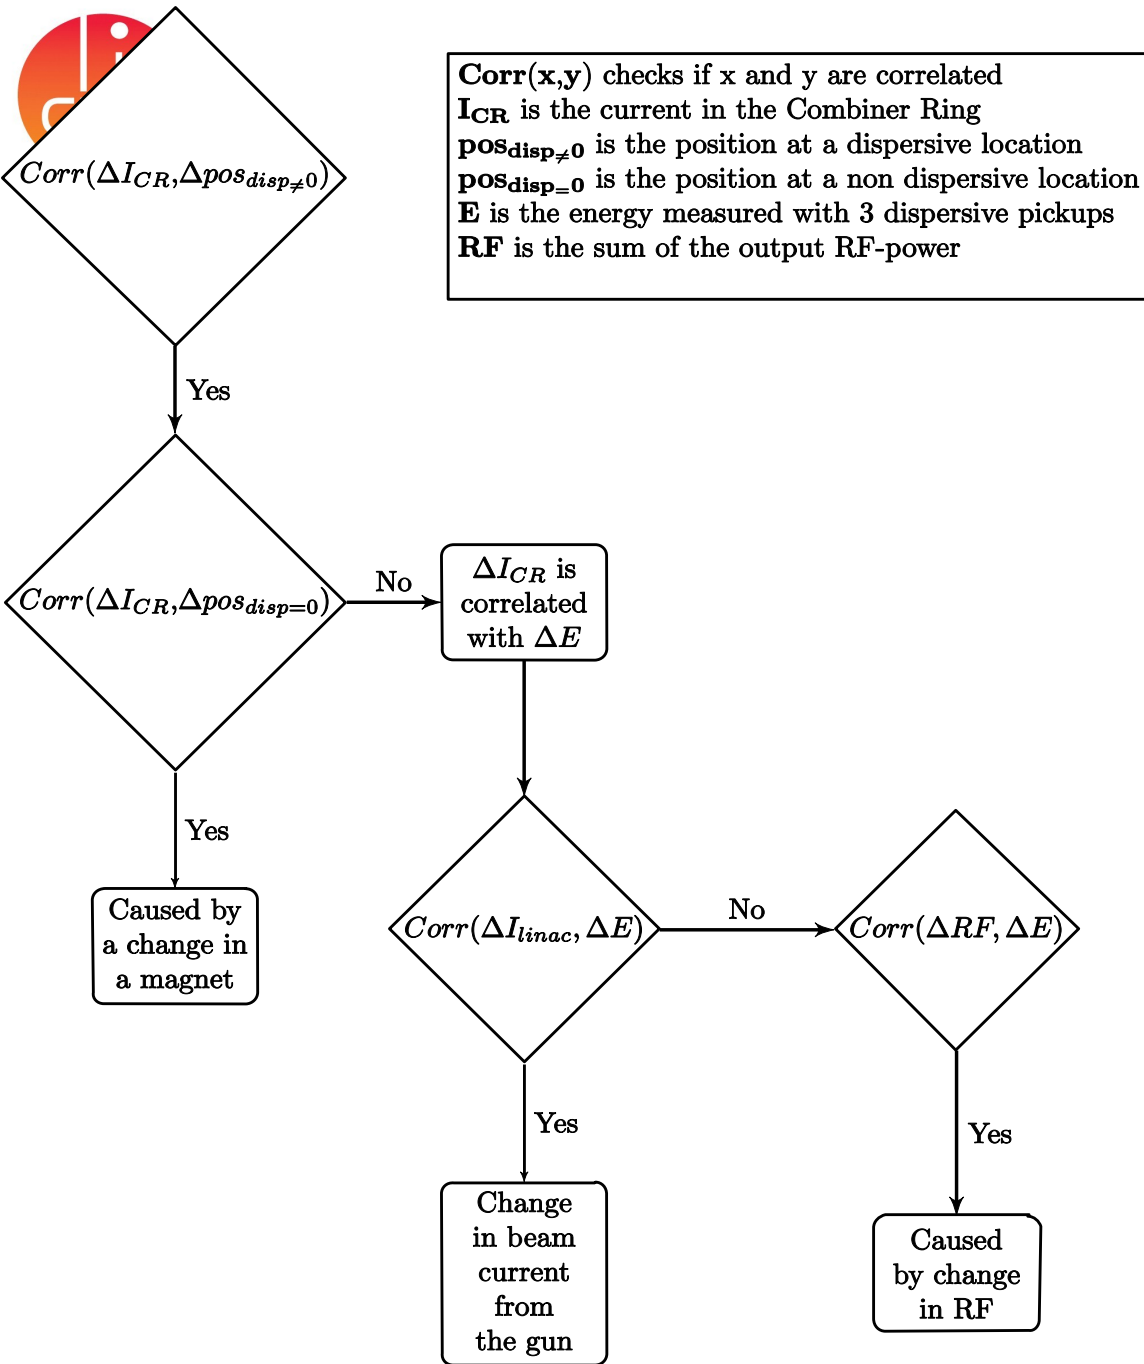 Corr(x,y) checks if x and y are correlated
I_CR is the current in the Combiner Ring
pos_disp≠0 is the position at a dispersive location
pos_disp=0 is the position at a non dispersive location
E is the energy measured with 3 dispersive pickups
RF is the sum of the output RF-power
Corr(ΔI_CR,Δpos_disp≠0)
Yes
Corr(ΔI_CR,Δpos_disp=0)
No
ΔI_CR is
correlated
with ΔE
Yes
Caused by
a change in
a magnet
Corr(ΔI_linac, ΔE)
No
Corr(ΔRF, ΔE)
Yes
Change
in beam
current
from
the gun
Yes
Caused
by change
in RF